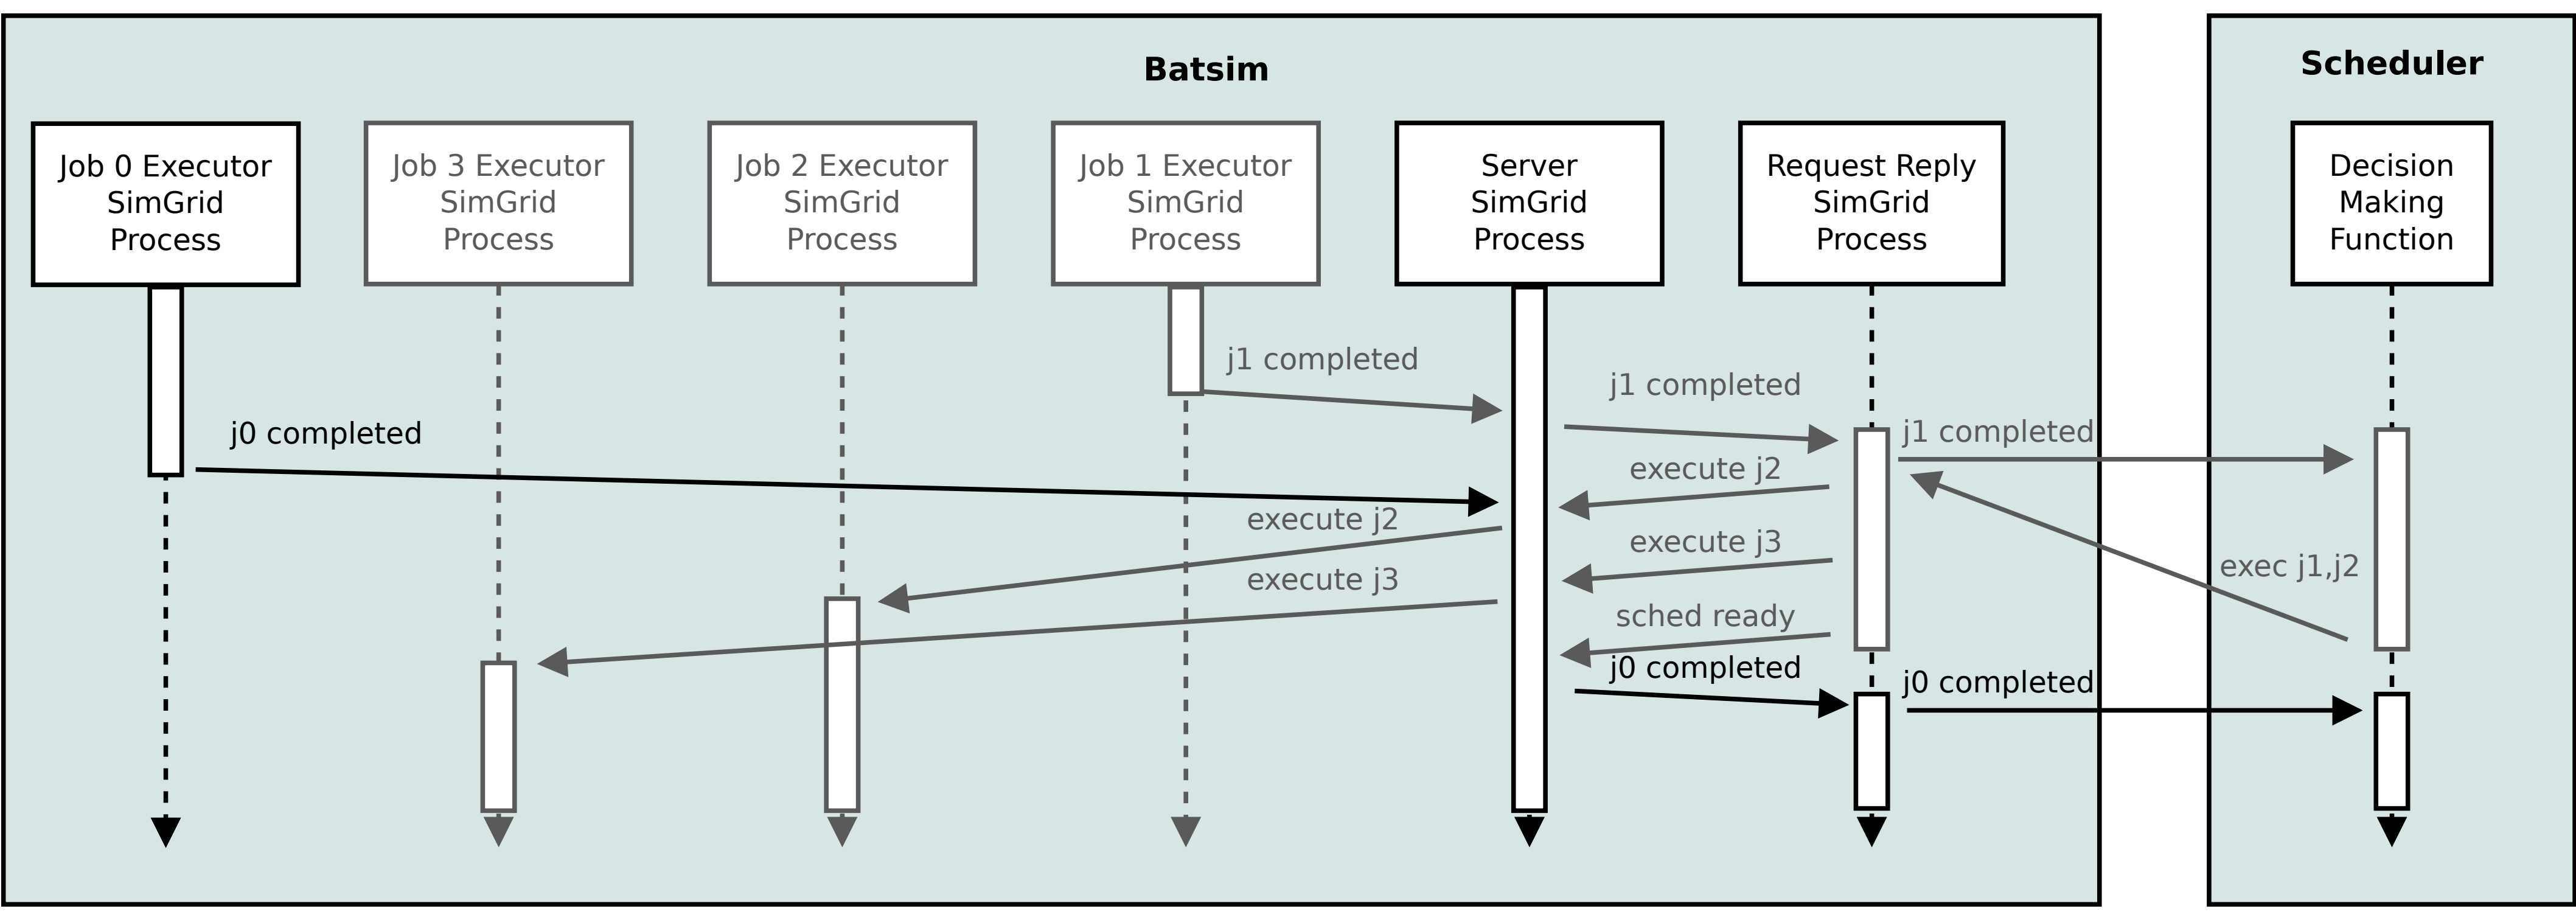 Batsim
Scheduler
Job 0 Executor
SimGrid
Process
Job 3 Executor
SimGrid
Process
Job 2 Executor
SimGrid
Process
Job 1 Executor
SimGrid
Process
Server
SimGrid
Process
Request Reply
SimGrid
Process
Decision
Making
Function
j1 completed
j1 completed
j1 completed
j0 completed
execute j2
execute j2
execute j3
exec j1,j2
execute j3
sched ready
j0 completed
j0 completed